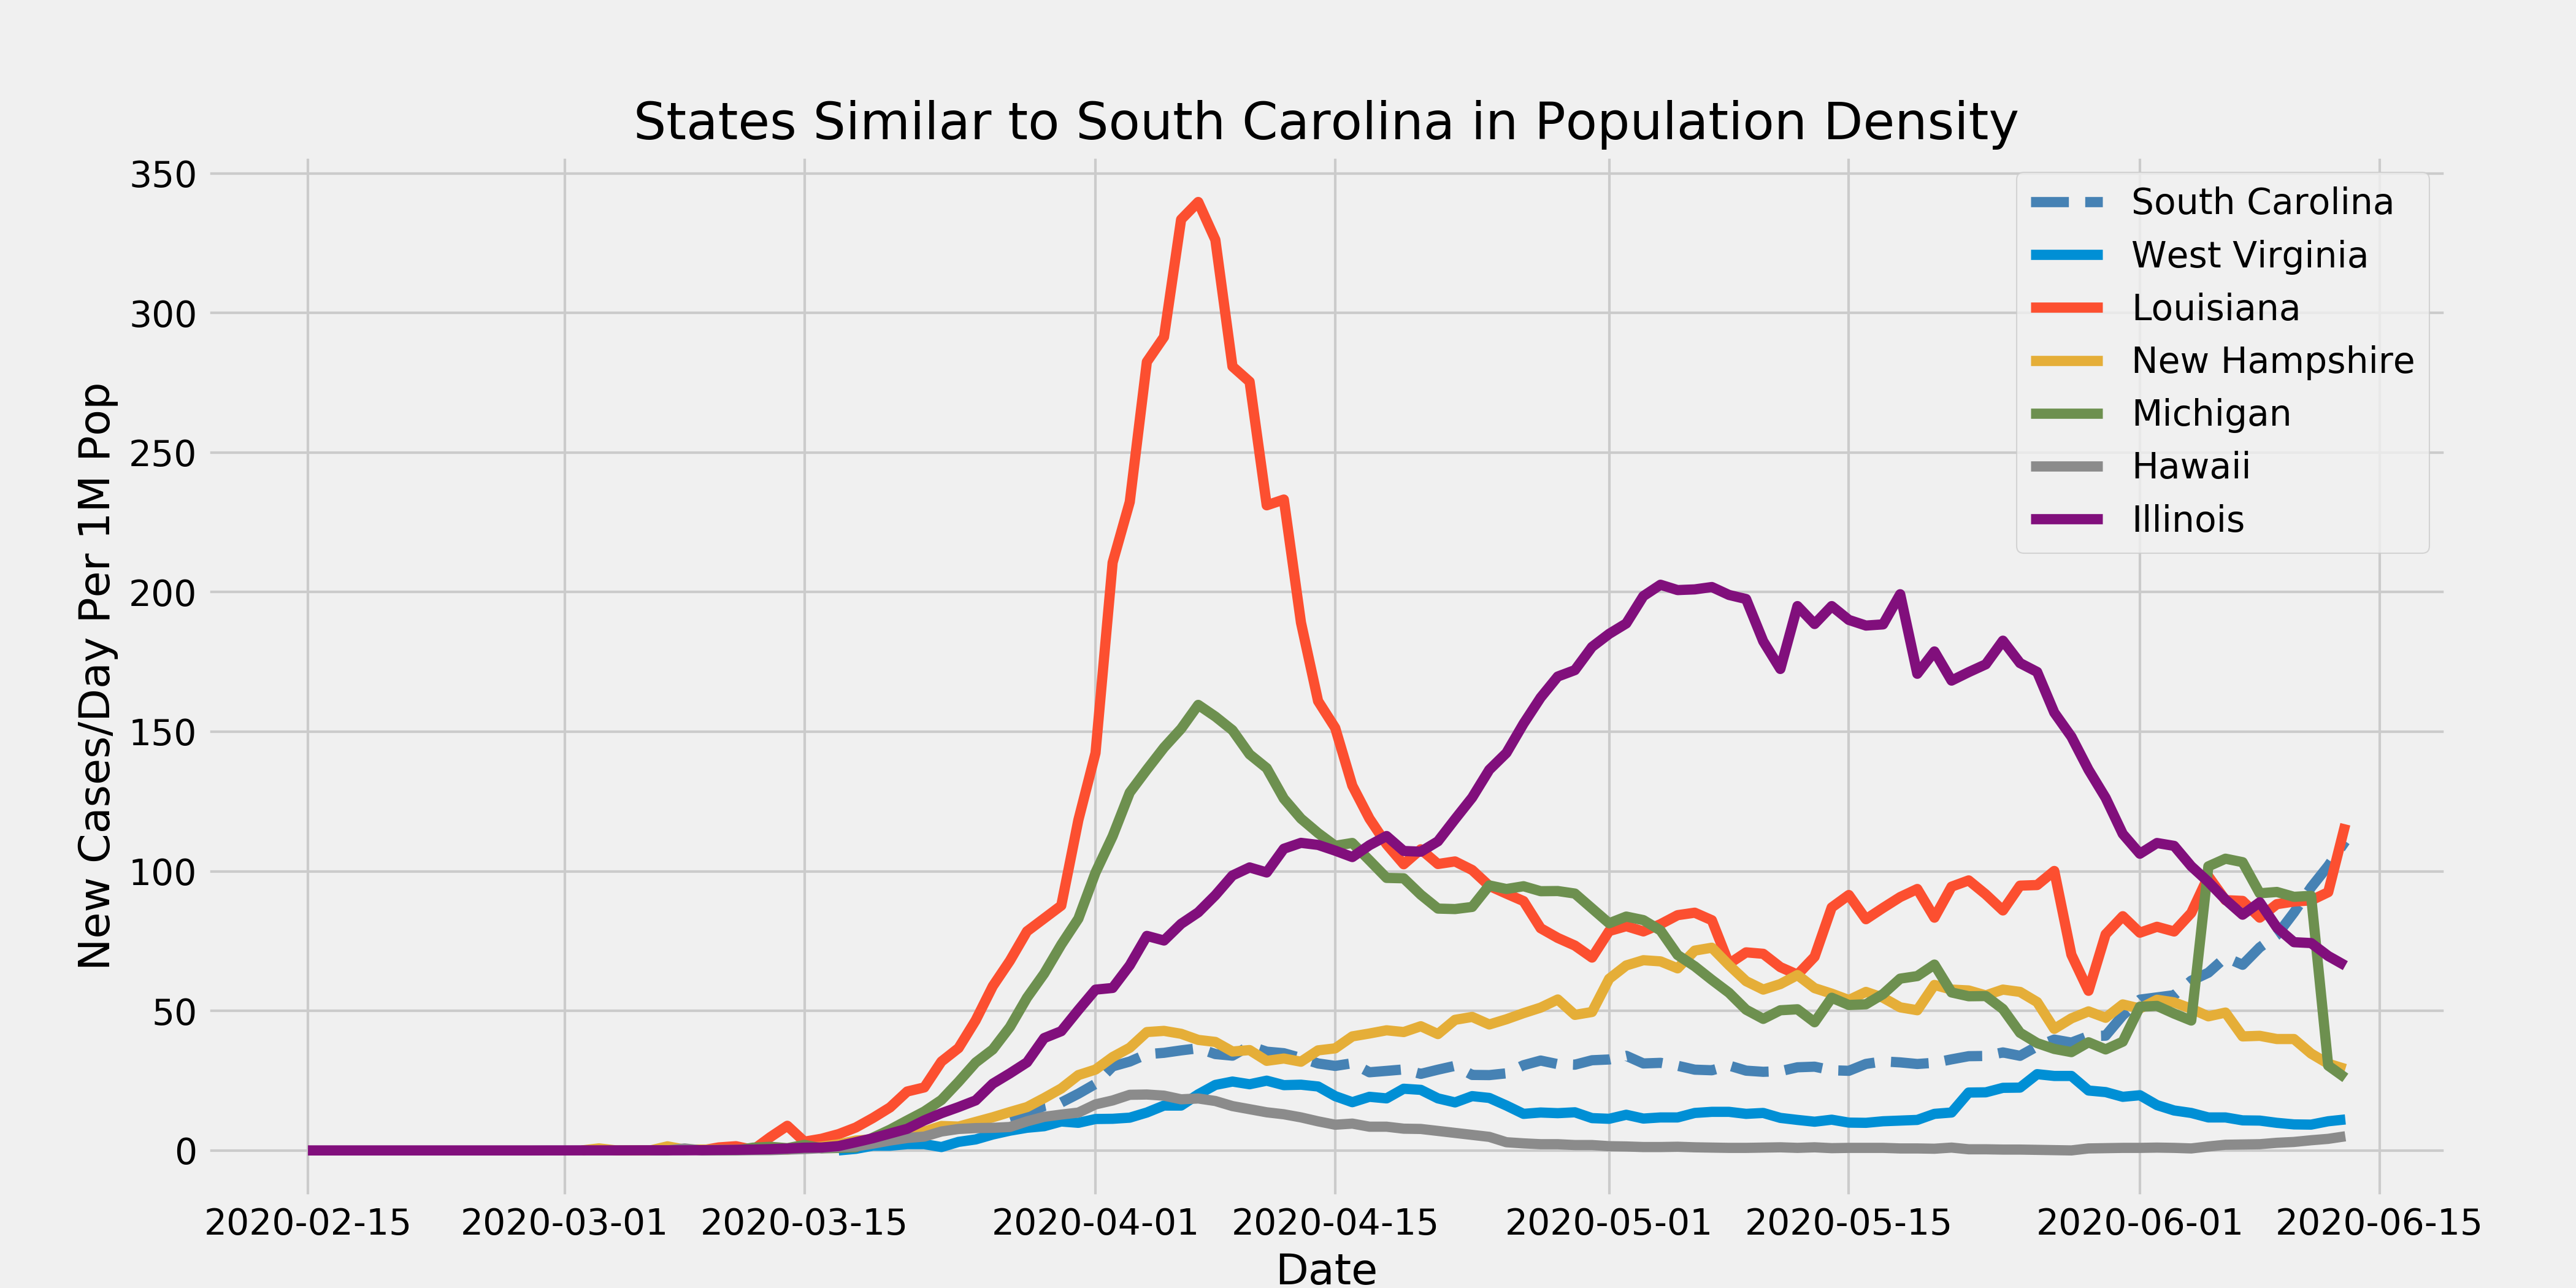 States Similar to South Carolina in Population Density
New Cases/Day Per 1M Pop
350
300
250
200
150
100
50
0
South Carolina
West Virginia
Louisiana
New Hampshire
Michigan
Hawaii
Illinois
2020-02-15 2020-03-01 2020-03-15 2020-04-01 2020-04-15 2020-05-01 2020-05-15 2020-06-01 2020-06-15
Date